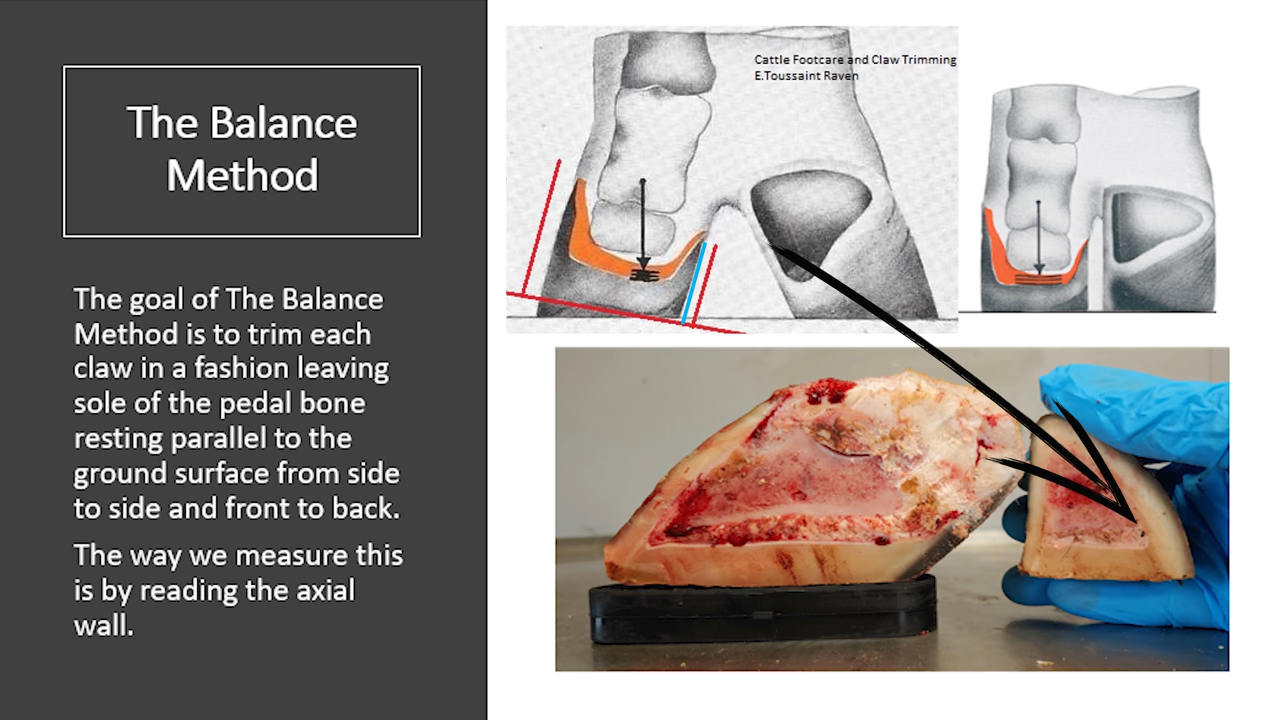 The Balance
Method
The goal of The Balance
Method is to trim each
claw in a fashion leaving
sole of the pedal bone
resting parallel to the
ground surface from side
to side and front to back.
The way we measure this
is by reading the axial
wall.
Cattle Footcare and Claw Trimming
E.Toussaint Raven